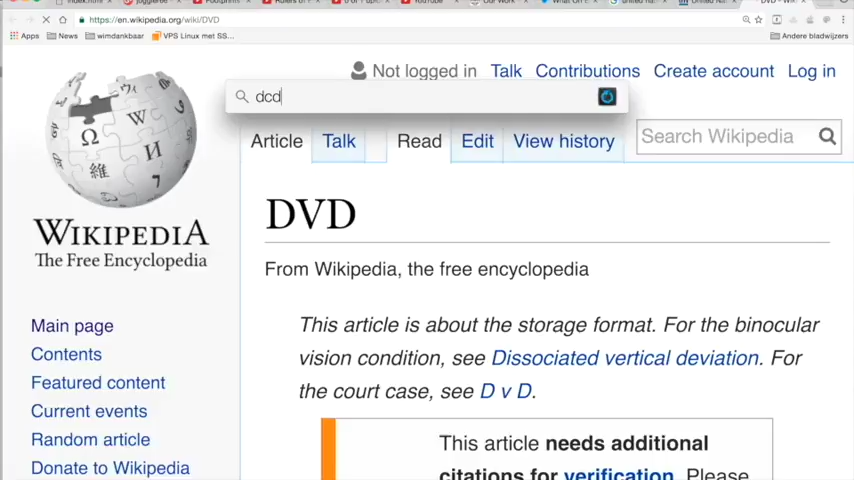 https://en.wikipedia.org/wiki/DVD
Apps News wimdankbaar VPS Linux met SS... Andere bladwijzers
Not logged in Talk Contributions Create account Log in
dcd
Article Talk Read Edit View history Search Wikipedia
WIKIPEDIA
The Free Encyclopedia
DVD
From Wikipedia, the free encyclopedia
This article is about the storage format. For the binocular
vision condition, see Dissociated vertical deviation. For
the court case, see D v D.
Main page
Contents
Featured content
Current events
Random article
Donate to Wikipedia
This article needs additional
citations for verification. Please